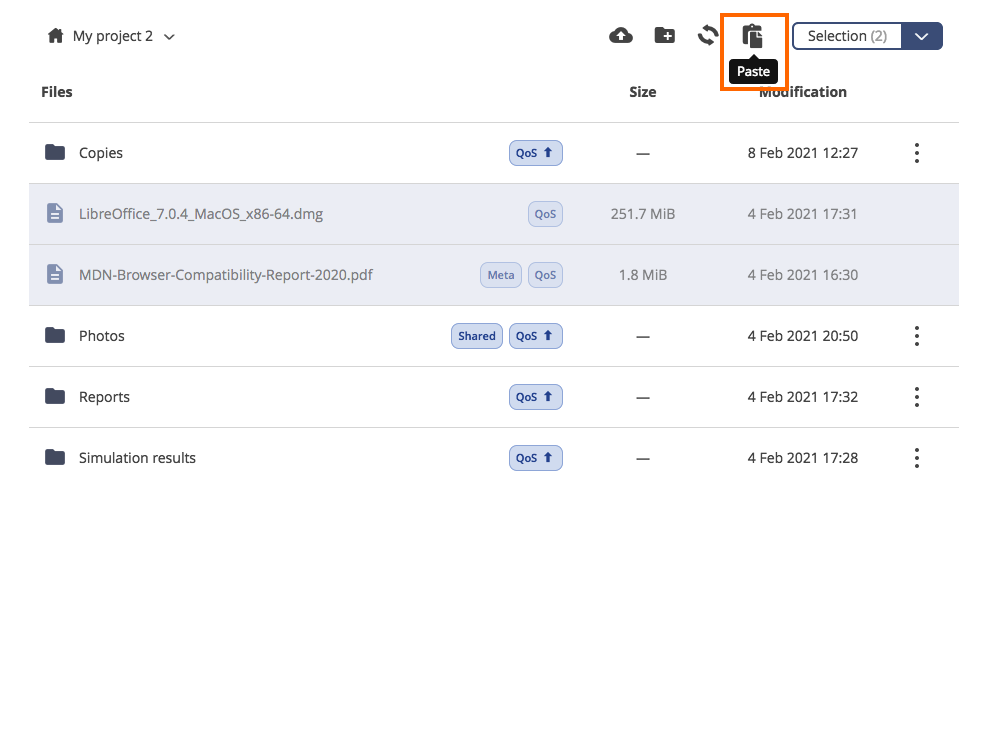 My project 2
Selection (2)
Paste
Files Size Modification
Copies QoS — 8 Feb 2021 12:27
LibreOffice_7.0.4_MacOS_x86-64.dmg QoS 251.7 MiB 4 Feb 2021 17:31
MDN-Browser-Compatibility-Report-2020.pdf Meta QoS 1.8 MiB 4 Feb 2021 16:30
Photos Shared QoS — 4 Feb 2021 20:50
Reports QoS — 4 Feb 2021 17:32
Simulation results QoS — 4 Feb 2021 17:28